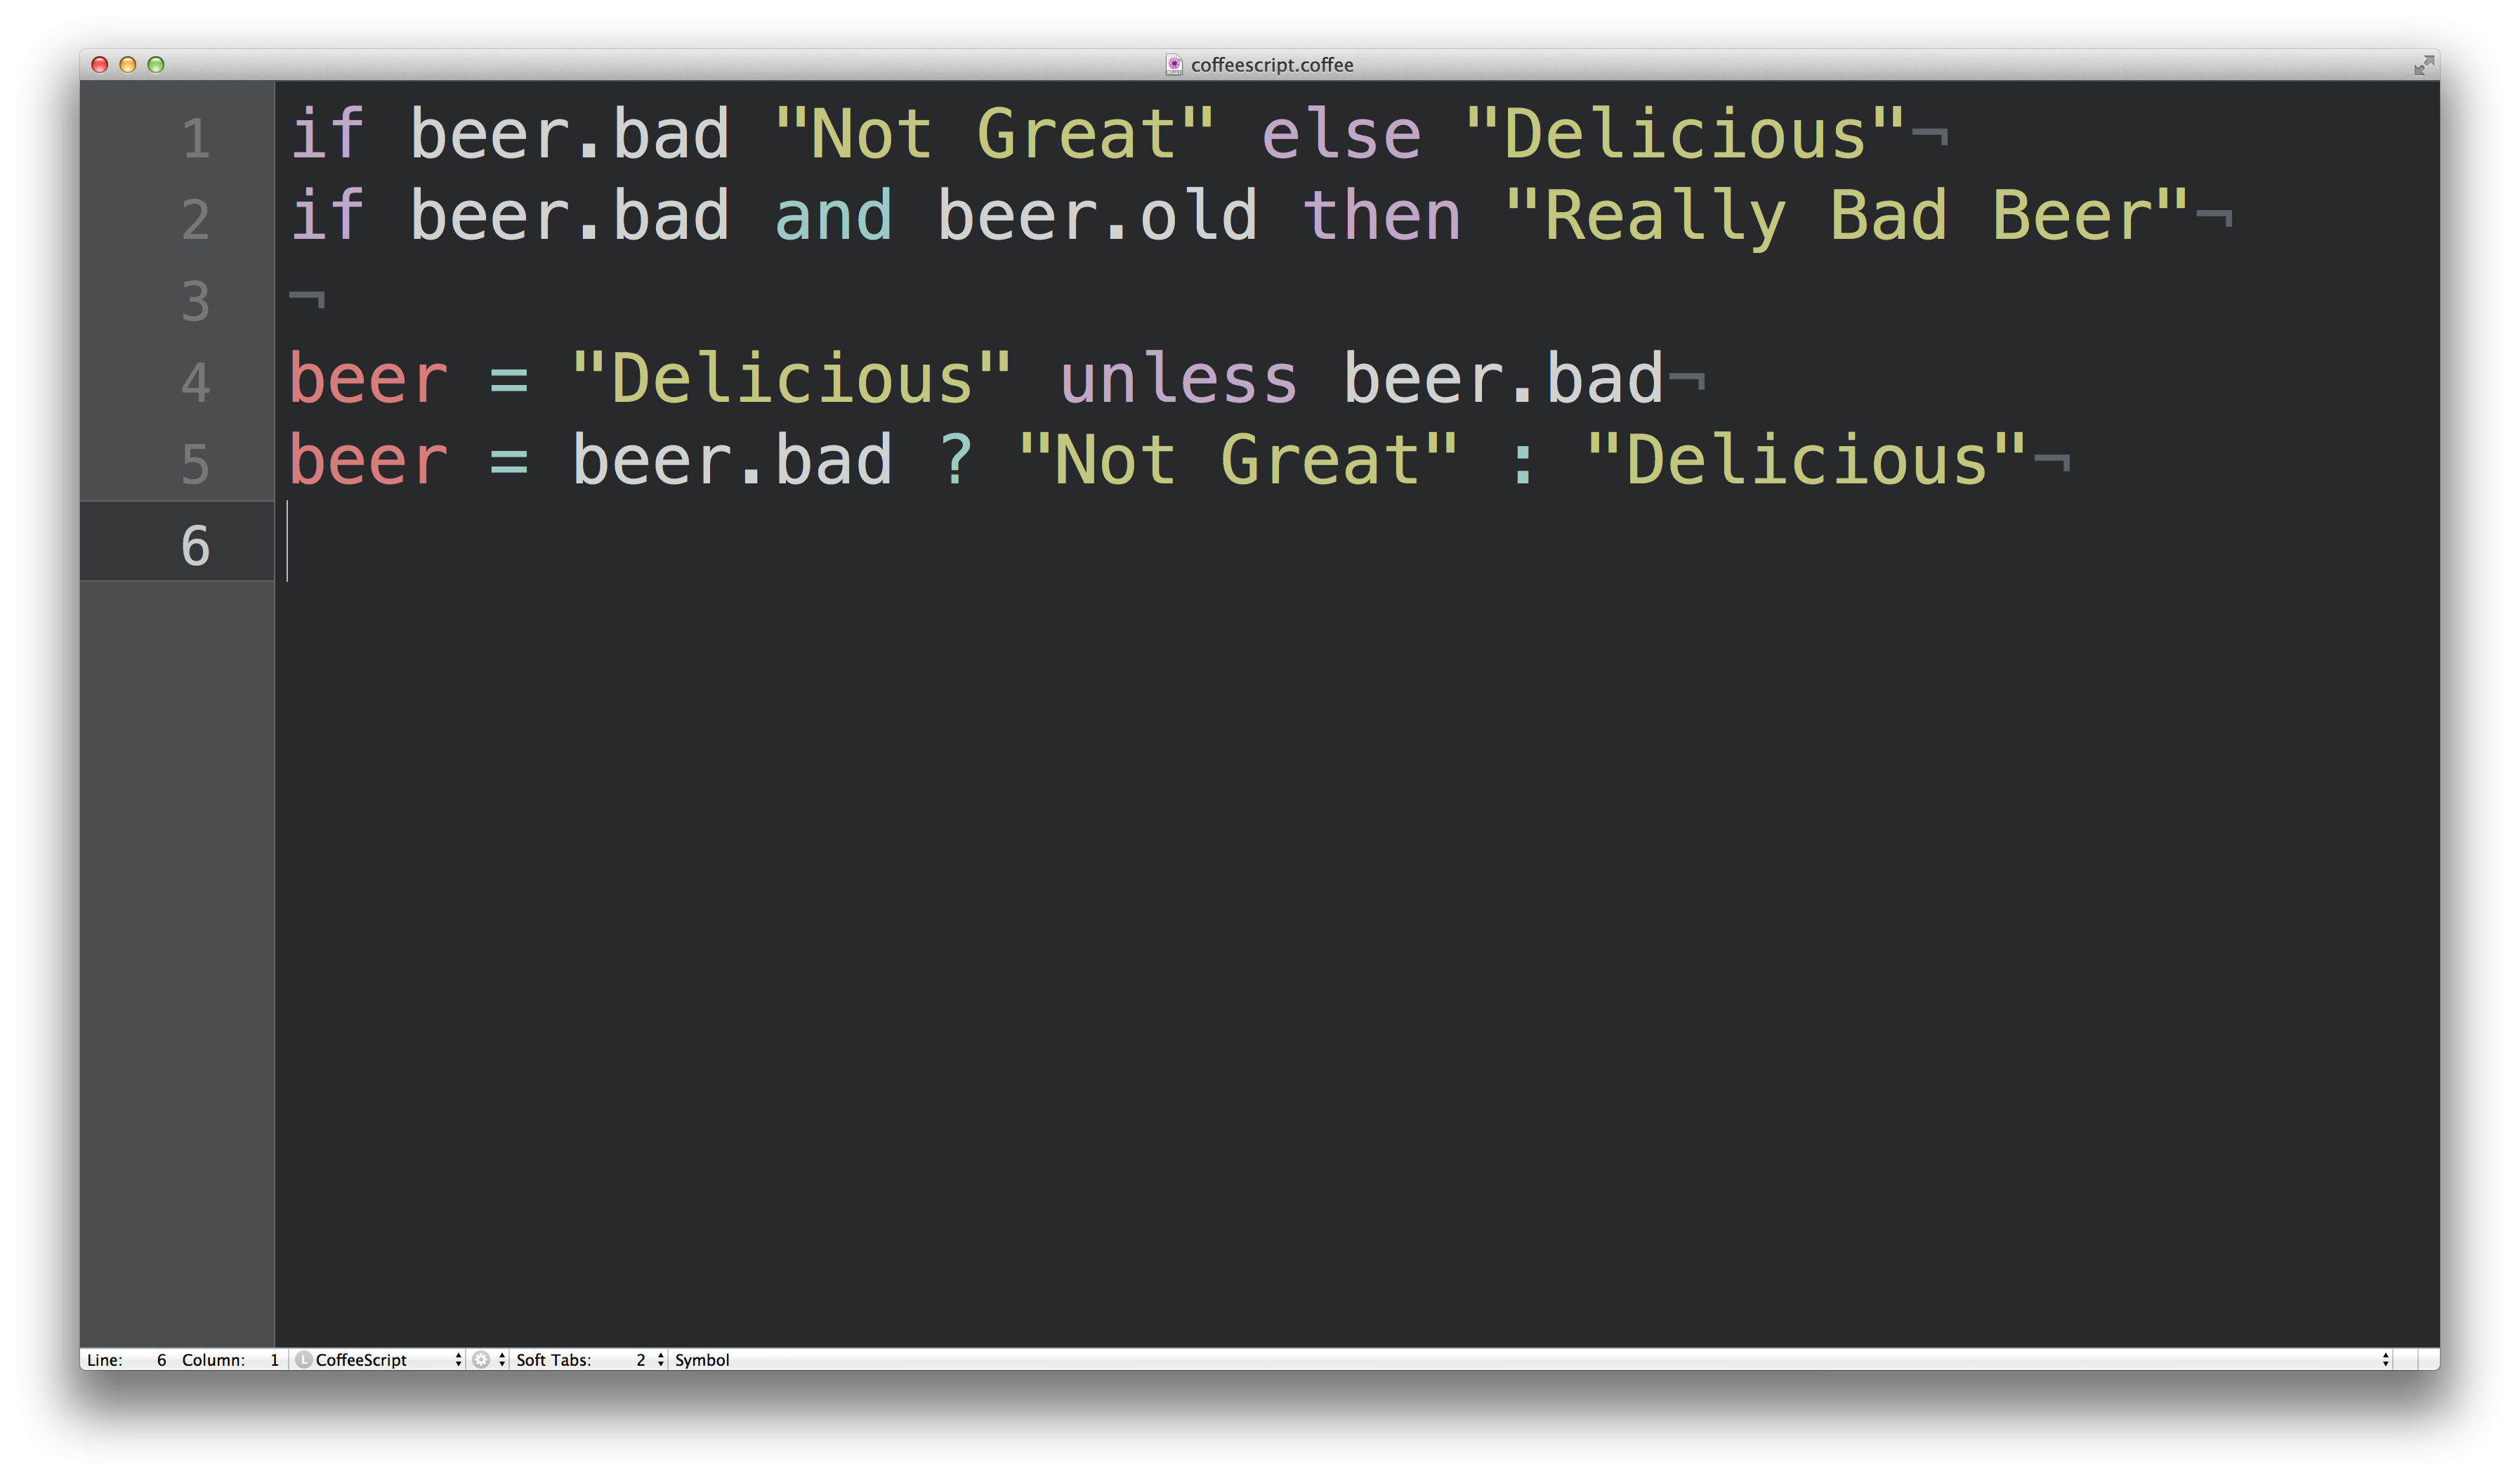 coffeescript.coffee
1 if beer.bad "Not Great" else "Delicious"¬
2 if beer.bad and beer.old then "Really Bad Beer"¬
3 ¬
4 beer = "Delicious" unless beer.bad¬
5 beer = beer.bad ? "Not Great" : "Delicious"¬
6
Line: 6 Column: 1 L CoffeeScript Soft Tabs: 2 Symbol